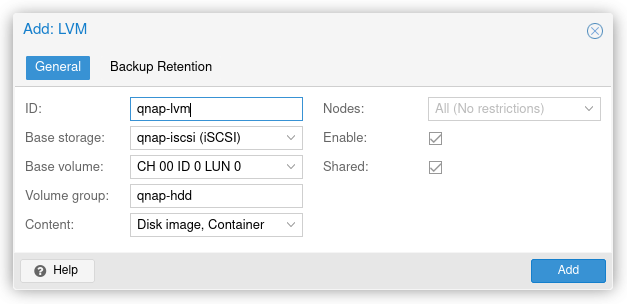 Add: LVM
General Backup Retention
ID: qnap-lvm Nodes: All (No restrictions)
Base storage: qnap-iscsi (iSCSI) Enable:
Base volume: CH 00 ID 0 LUN 0 Shared:
Volume group: qnap-hdd
Content: Disk image, Container
? Help Add